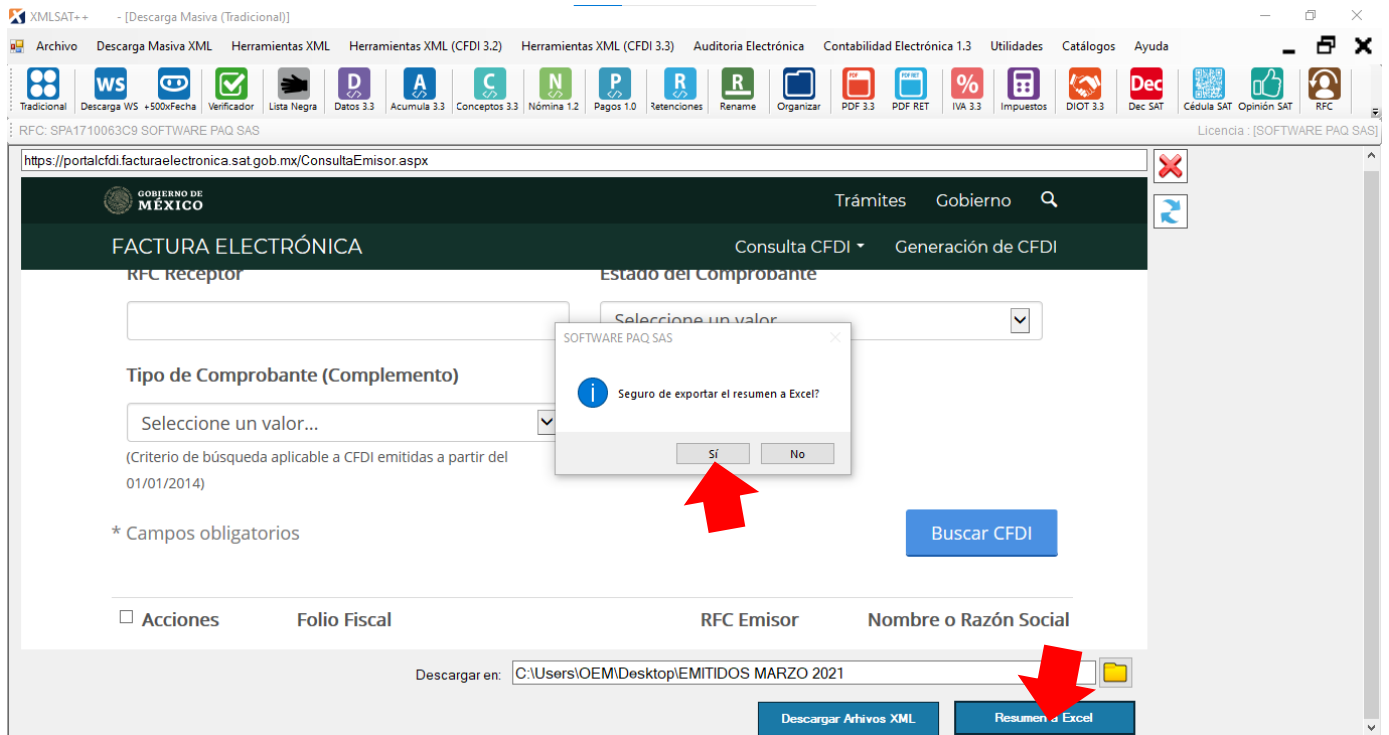 XMLSAT++ - [Descarga Masiva (Tradicional)]
Archivo Descarga Masiva XML Herramientas XML Herramientas XML (CFDI 3.2) Herramientas XML (CFDI 3.3) Auditoria Electrónica Contabilidad Electrónica 1.3 Utilidades Catálogos Ayuda
WS D A C N P R R PDF PDF RET % Dec
Tradicional Descarga WS +500xFecha Verificador Lista Negra Datos 3.3 Acumula 3.3 Conceptos 3.3 Nómina 1.2 Pagos 1.0 Retenciones Rename Organizar PDF 3.3 PDF RET IVA 3.3 Impuestos DIOT 3.3 Dec SAT Cédula SAT Opinión SAT RFC
RFC: SPA1710063C9 SOFTWARE PAQ SAS Licencia : [SOFTWARE PAQ SAS]
https://portalcfdi.facturaelectronica.sat.gob.mx/ConsultaEmisor.aspx
GOBIERNO DE
MÉXICO
Trámites Gobierno
FACTURA ELECTRÓNICA Consulta CFDI Generación de CFDI
RFC Receptor Estado del Comprobante
Seleccione un valor
SOFTWARE PAQ SAS
Seguro de exportar el resumen a Excel?
Sí No
Tipo de Comprobante (Complemento)
Seleccione un valor...
(Criterio de búsqueda aplicable a CFDI emitidas a partir del
01/01/2014)
* Campos obligatorios Buscar CFDI
Acciones Folio Fiscal RFC Emisor Nombre o Razón Social
Descargar en: C:\Users\OEM\Desktop\EMITIDOS MARZO 2021
Descargar Arhivos XML Resumen a Excel